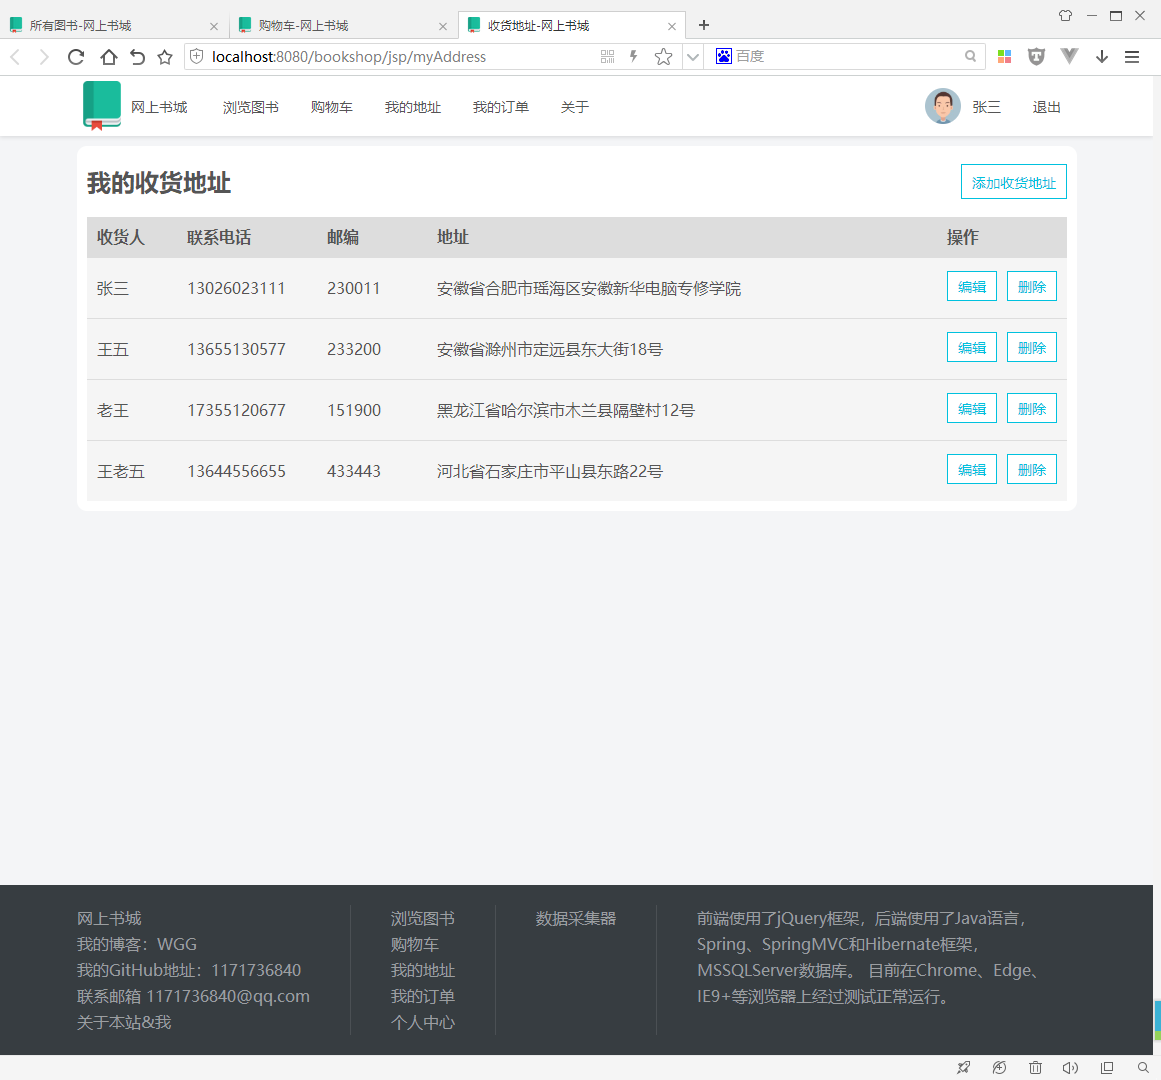 所有图书-网上书城
购物车-网上书城
收货地址-网上书城
localhost:8080/bookshop/jsp/myAddress
百度
网上书城 浏览图书 购物车 我的地址 我的订单 关于 张三 退出
我的收货地址 添加收货地址
收货人 联系电话 邮编 地址 操作
张三 13026023111 230011 安徽省合肥市瑶海区安徽新华电脑专修学院 编辑 删除
王五 13655130577 233200 安徽省滁州市定远县东大街18号 编辑 删除
老王 17355120677 151900 黑龙江省哈尔滨市木兰县隔壁村12号 编辑 删除
王老五 13644556655 433443 河北省石家庄市平山县东路22号 编辑 删除
网上书城
我的博客：WGG
我的GitHub地址：1171736840
联系邮箱 1171736840@qq.com
关于本站&我
浏览图书
购物车
我的地址
我的订单
个人中心
数据采集器
前端使用了jQuery框架，后端使用了Java语言，
Spring、SpringMVC和Hibernate框架，
MSSQLServer数据库。 目前在Chrome、Edge、
IE9+等浏览器上经过测试正常运行。